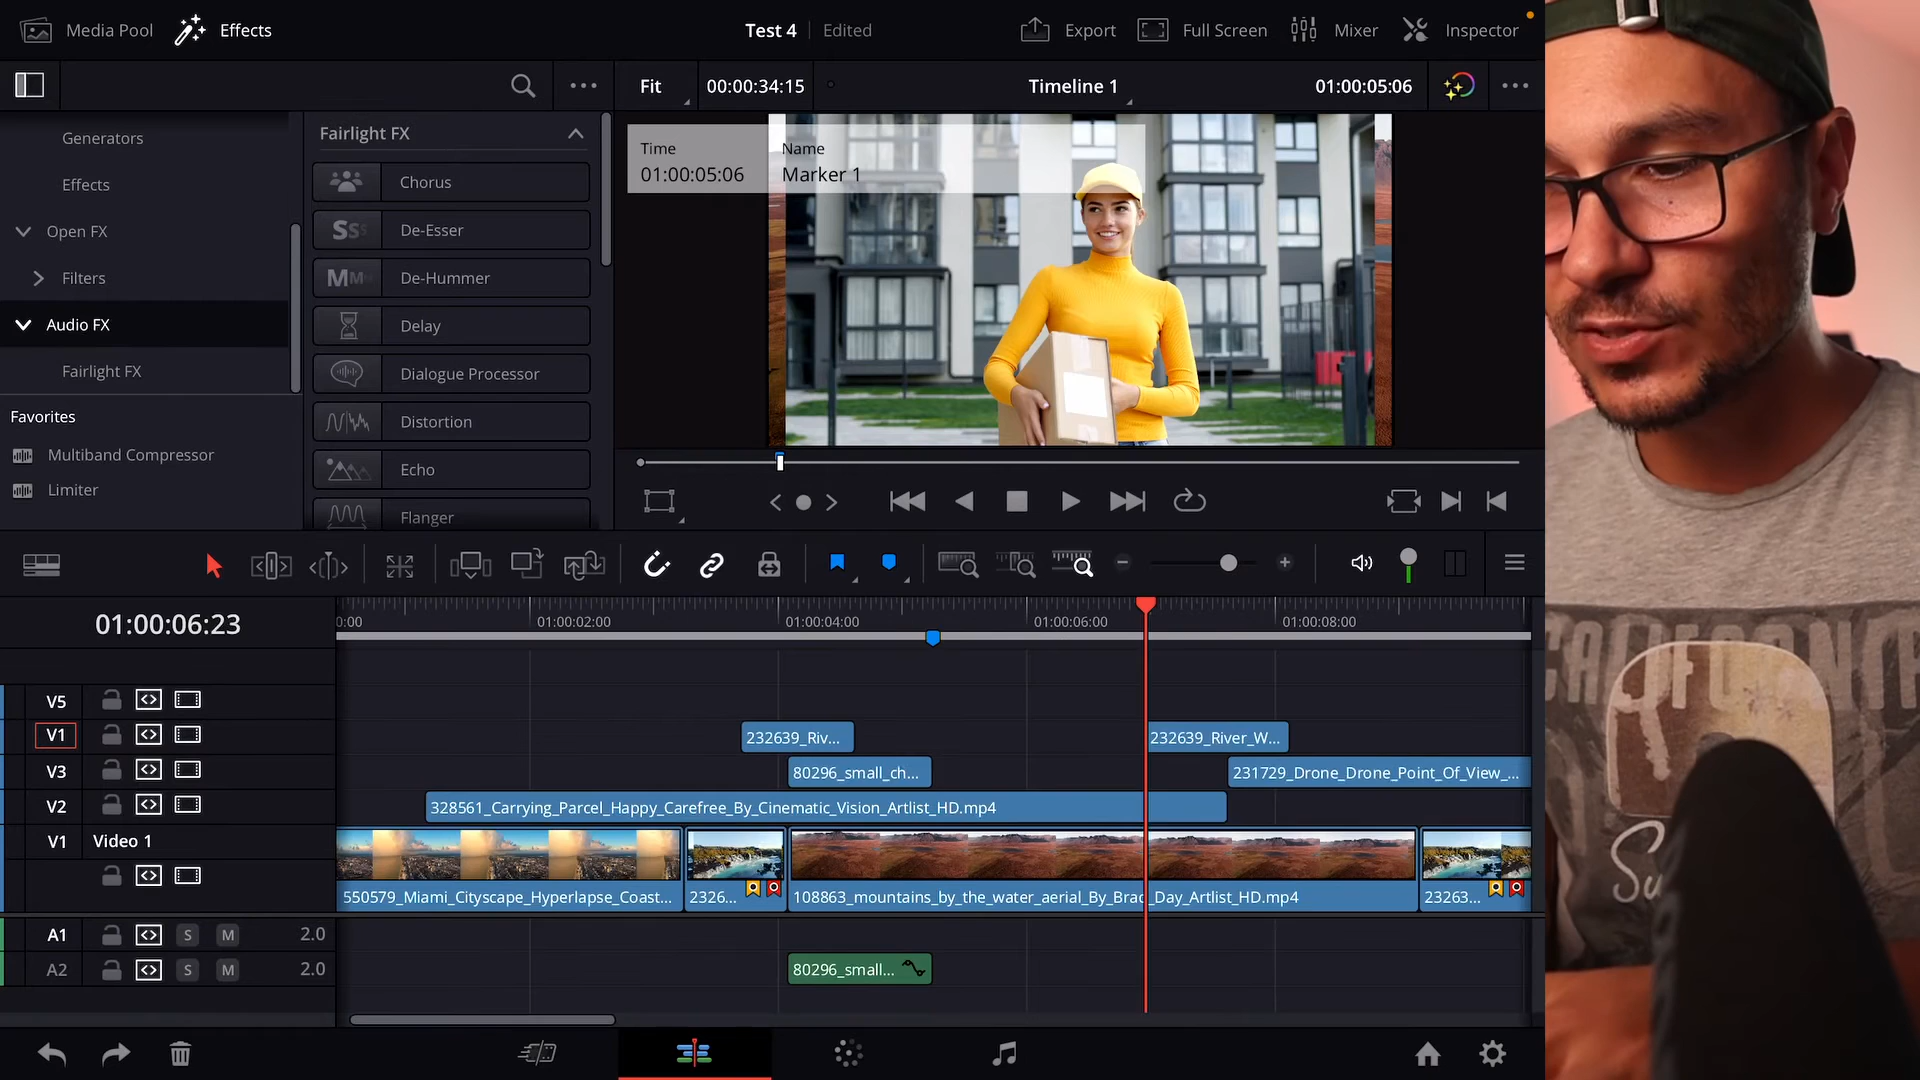 Media Pool
Effects
Test 4
Edited
Export
Full Screen
Mixer
Inspector
Fit
00:00:34:15
Timeline 1
01:00:05:06
Generators
Effects
Open FX
Filters
Audio FX
Fairlight FX
Favorites
Multiband Compressor
Limiter
Fairlight FX
Chorus
De-Esser
De-Hummer
Delay
Dialogue Processor
Distortion
Echo
Flanger
Time
01:00:05:06
Name
Marker 1
01:00:06:23
0:00
01:00:02:00
01:00:04:00
01:00:06:00
01:00:08:00
V5
V1
232639_Riv...
232639_River_W...
V3
80296_small_ch...
231729_Drone_Drone_Point_Of_View_...
V2
328561_Carrying_Parcel_Happy_Carefree_By_Cinematic_Vision_Artlist_HD.mp4
V1 Video 1
550579_Miami_Cityscape_Hyperlapse_Coast...
2326...
108863_mountains_by_the_water_aerial_By_Brad_Day_Artlist_HD.mp4
23263...
A1 S M 2.0
A2 S M 2.0
80296_small...
CALIFORNIA